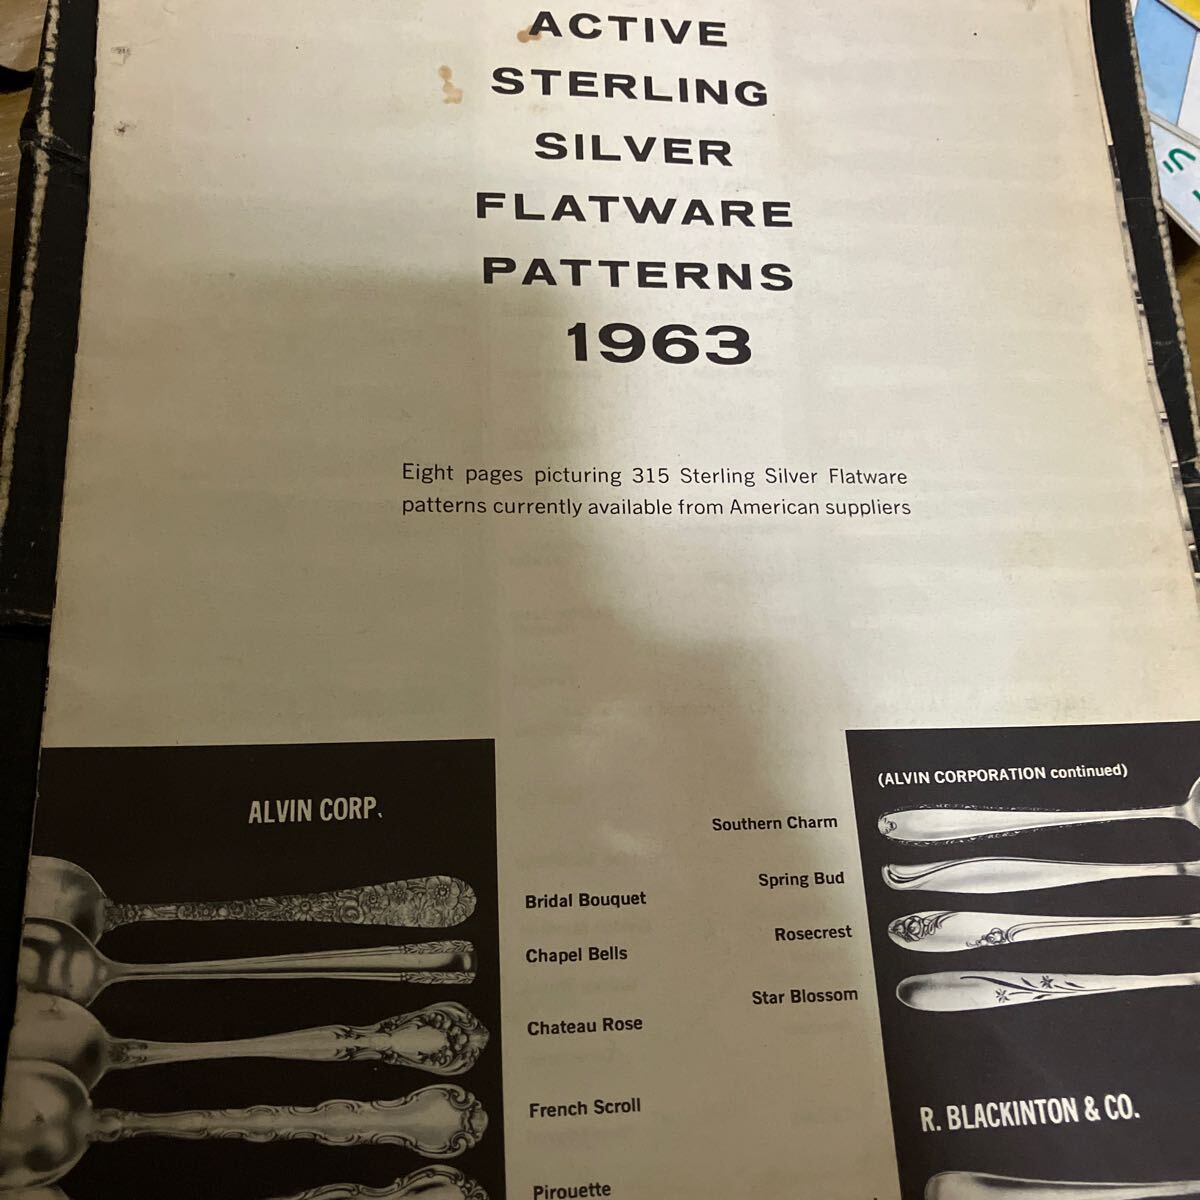 ACTIVE
STERLING
SILVER
FLATWARE
PATTERNS
1963
Eight pages picturing 315 Sterling Silver Flatware
patterns currently available from American suppliers
ALVIN CORP.
Bridal Bouquet
Chapel Bells
Chateau Rose
French Scroll
Pirouette
(ALVIN CORPORATION continued)
Southern Charm
Spring Bud
Rosecrest
Star Blossom
R. BLACKINTON & CO.